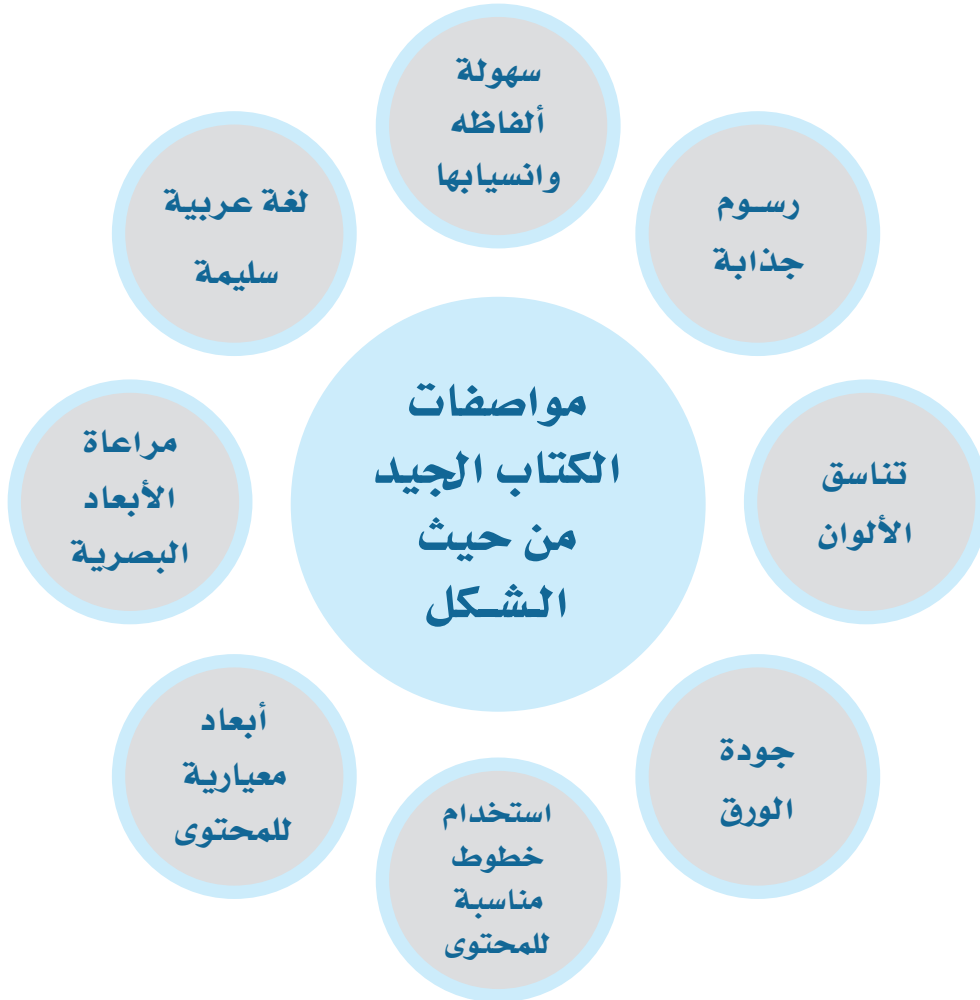 مواصفات
الكتاب الجيد
من حيث
الشكل
سهولة
ألفاظه
وانسيابها
رسوم
جذابة
تناسق
الألوان
جودة
الورق
استخدام
خطوط
مناسبة
للمحتوى
أبعاد
معيارية
للمحتوى
مراعاة
الأبعاد
البصرية
لغة عربية
سليمة